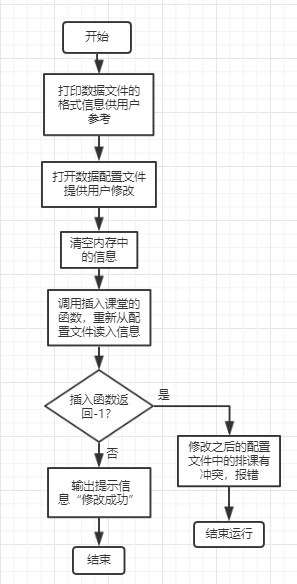 开始
打印数据文件的
格式信息供用户
参考
打开数据配置文件
提供用户修改
清空内存中
的信息
调用插入课堂的
函数，重新从配
置文件读入信息
插入函数返
回-1？
是
否
修改之后的配置
文件中的排课有
冲突，报错
输出提示信
息“修改成功”
结束运行
结束